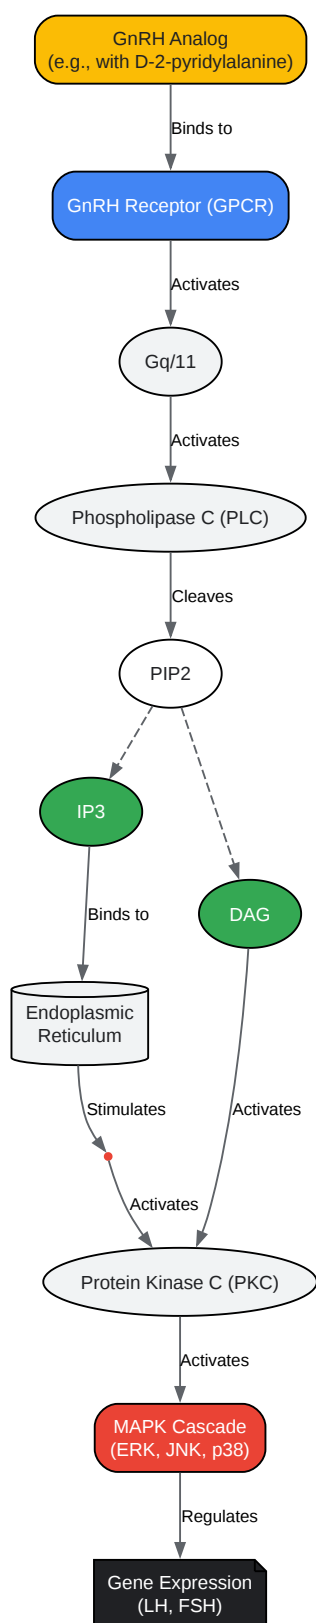 GnRH Analog
(e.g., with D-2-pyridylalanine)
Binds to
GnRH Receptor (GPCR)
Activates
Gq/11
Activates
Phospholipase C (PLC)
Cleaves
PIP2
IP3
Binds to
DAG
Endoplasmic
Reticulum
Stimulates
Activates
Activates
Protein Kinase C (PKC)
Activates
MAPK Cascade
(ERK, JNK, p38)
Regulates
Gene Expression
(LH, FSH)